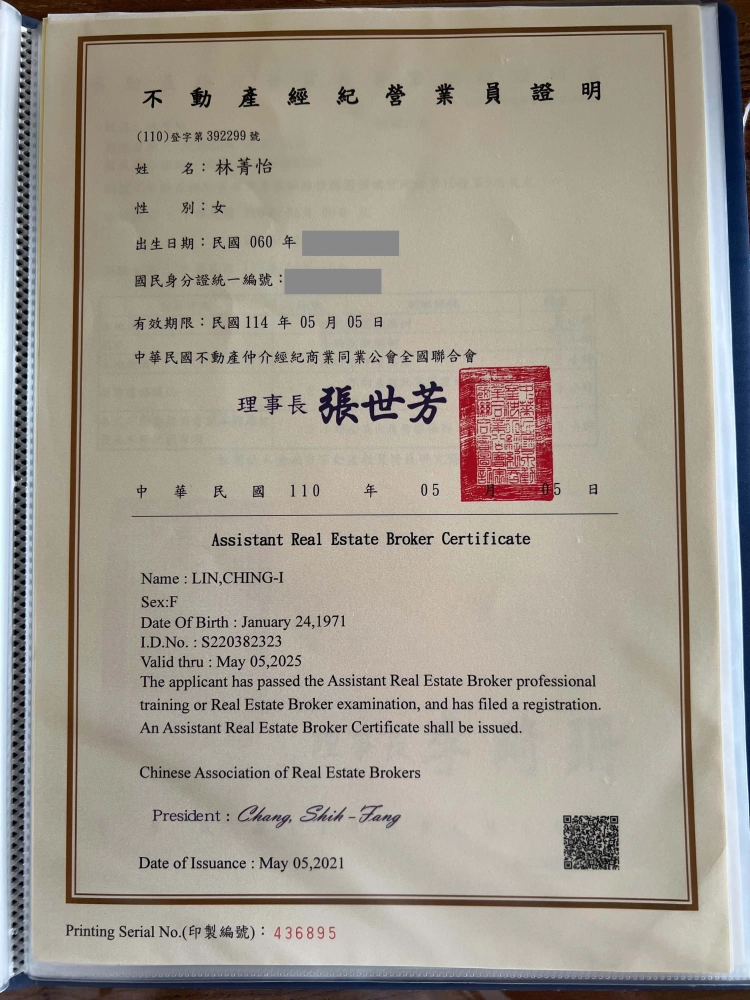 不動產經紀營業員證明
(110)登字第392299號
姓 名：林菁怡
性 別：女
出生日期：民國 060 年
國民身分證統一編號：
有效期限：民國114 年 05 月 05 日
中華民國不動產仲介經紀商業同業公會全國聯合會
理事長 張世芳
中 華 民 國 110 年 05 月 05 日
Assistant Real Estate Broker Certificate
Name : LIN,CHING-I
Sex:F
Date Of Birth : January 24,1971
I.D.No. : S220382323
Valid thru : May 05,2025
The applicant has passed the Assistant Real Estate Broker professional
training or Real Estate Broker examination, and has filed a registration.
An Assistant Real Estate Broker Certificate shall be issued.
Chinese Association of Real Estate Brokers
President : Chang, Shih-Fang
Date of Issuance : May 05,2021
Printing Serial No.(印製編號)：436895